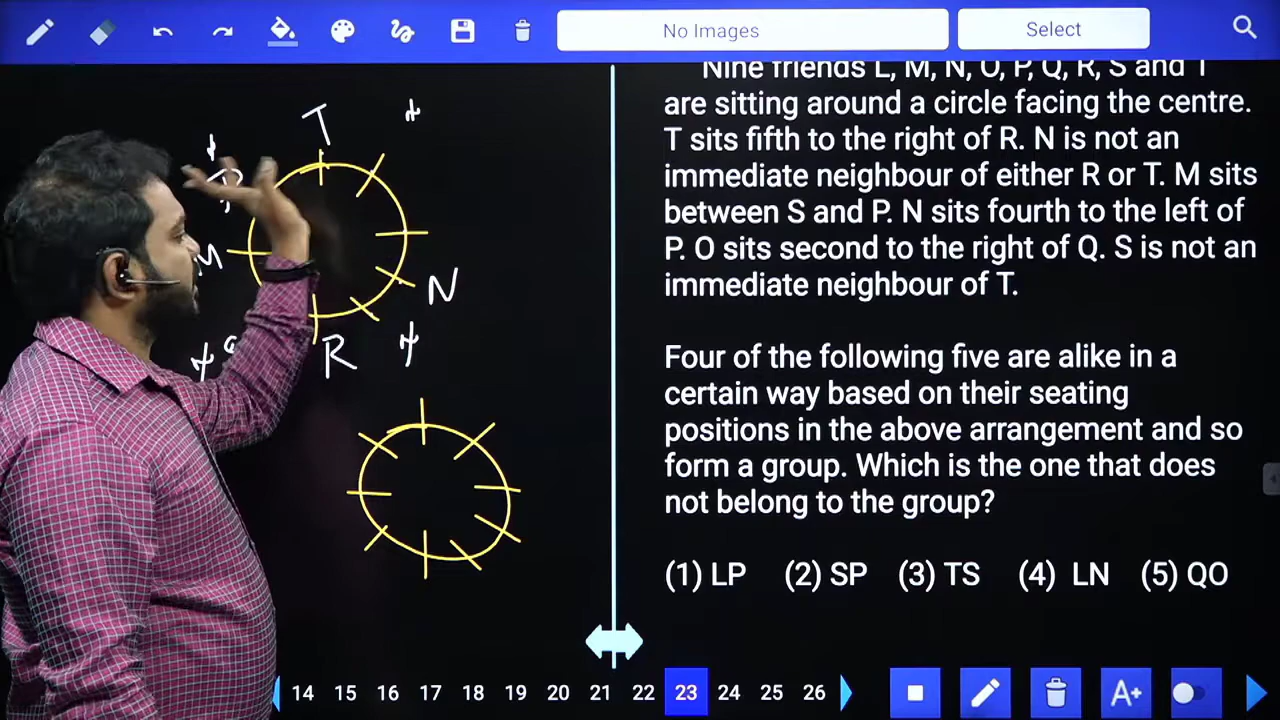 No Images
Select
Nine friends L, M, N, O, P, Q, R, S and T
are sitting around a circle facing the centre.
T sits fifth to the right of R. N is not an
immediate neighbour of either R or T. M sits
between S and P. N sits fourth to the left of
P. O sits second to the right of Q. S is not an
immediate neighbour of T.
Four of the following five are alike in a
certain way based on their seating
positions in the above arrangement and so
form a group. Which is the one that does
not belong to the group?
(1) LP (2) SP (3) TS (4) LN (5) QO
T
M
N
R
14 15 16 17 18 19 20 21 22 23 24 25 26
A+